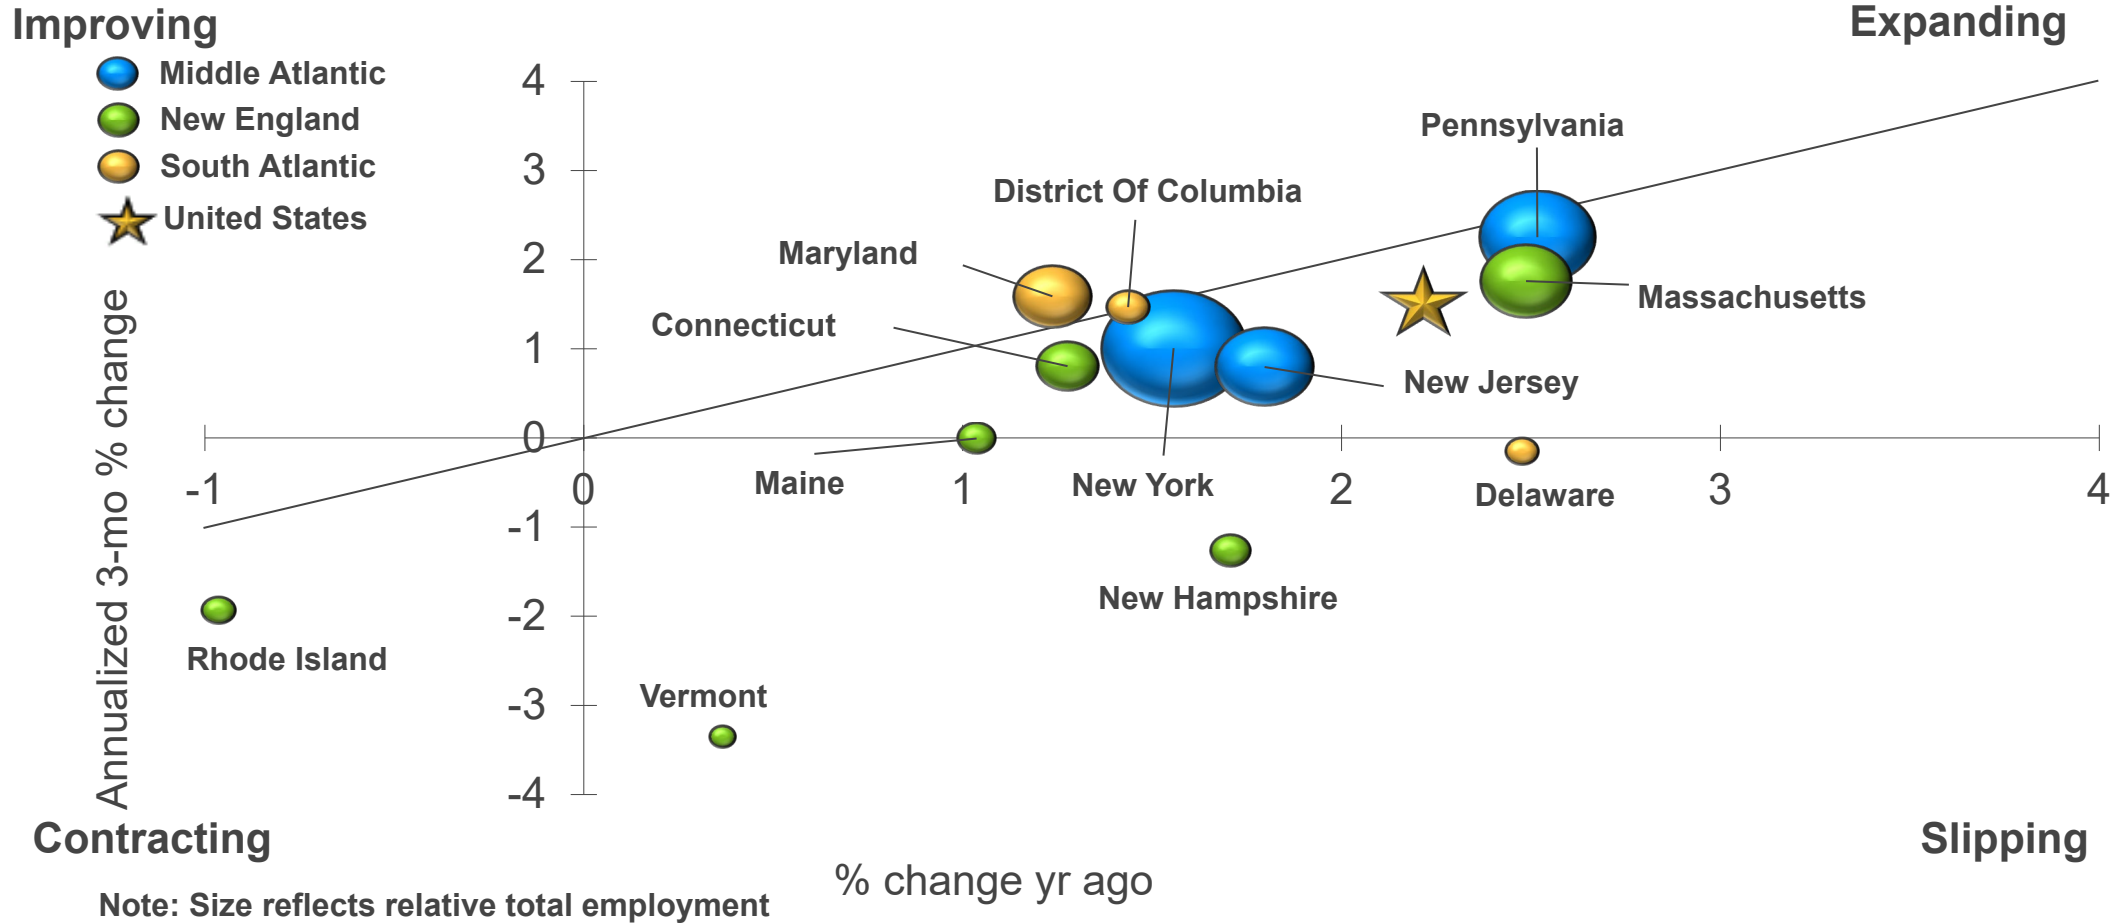 Improving
Expanding
Middle Atlantic
New England
South Atlantic
United States
Annualized 3-mo % change
4
3
2
1
0
-1
-2
-3
-4
-1
0
1
2
3
4
Pennsylvania
District Of Columbia
Maryland
Massachusetts
Connecticut
New Jersey
Maine
New York
Delaware
New Hampshire
Rhode Island
Vermont
Contracting
Slipping
% change yr ago
Note: Size reflects relative total employment